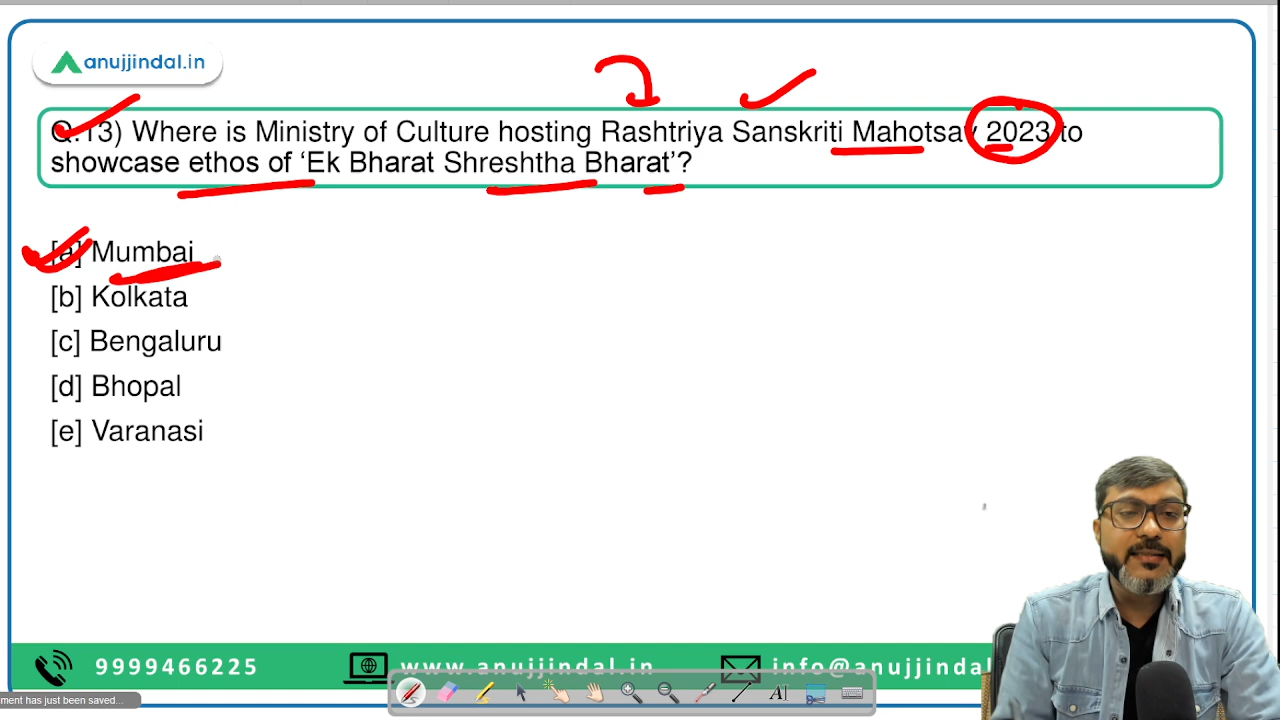 anujjindal.in
Q.13) Where is Ministry of Culture hosting Rashtriya Sanskriti Mahotsav 2023 to
showcase ethos of ‘Ek Bharat Shreshtha Bharat’?
[a] Mumbai
[b] Kolkata
[c] Bengaluru
[d] Bhopal
[e] Varanasi
9999466225 www.anujjindal.in info@anujjindal
ment has just been saved...
AI